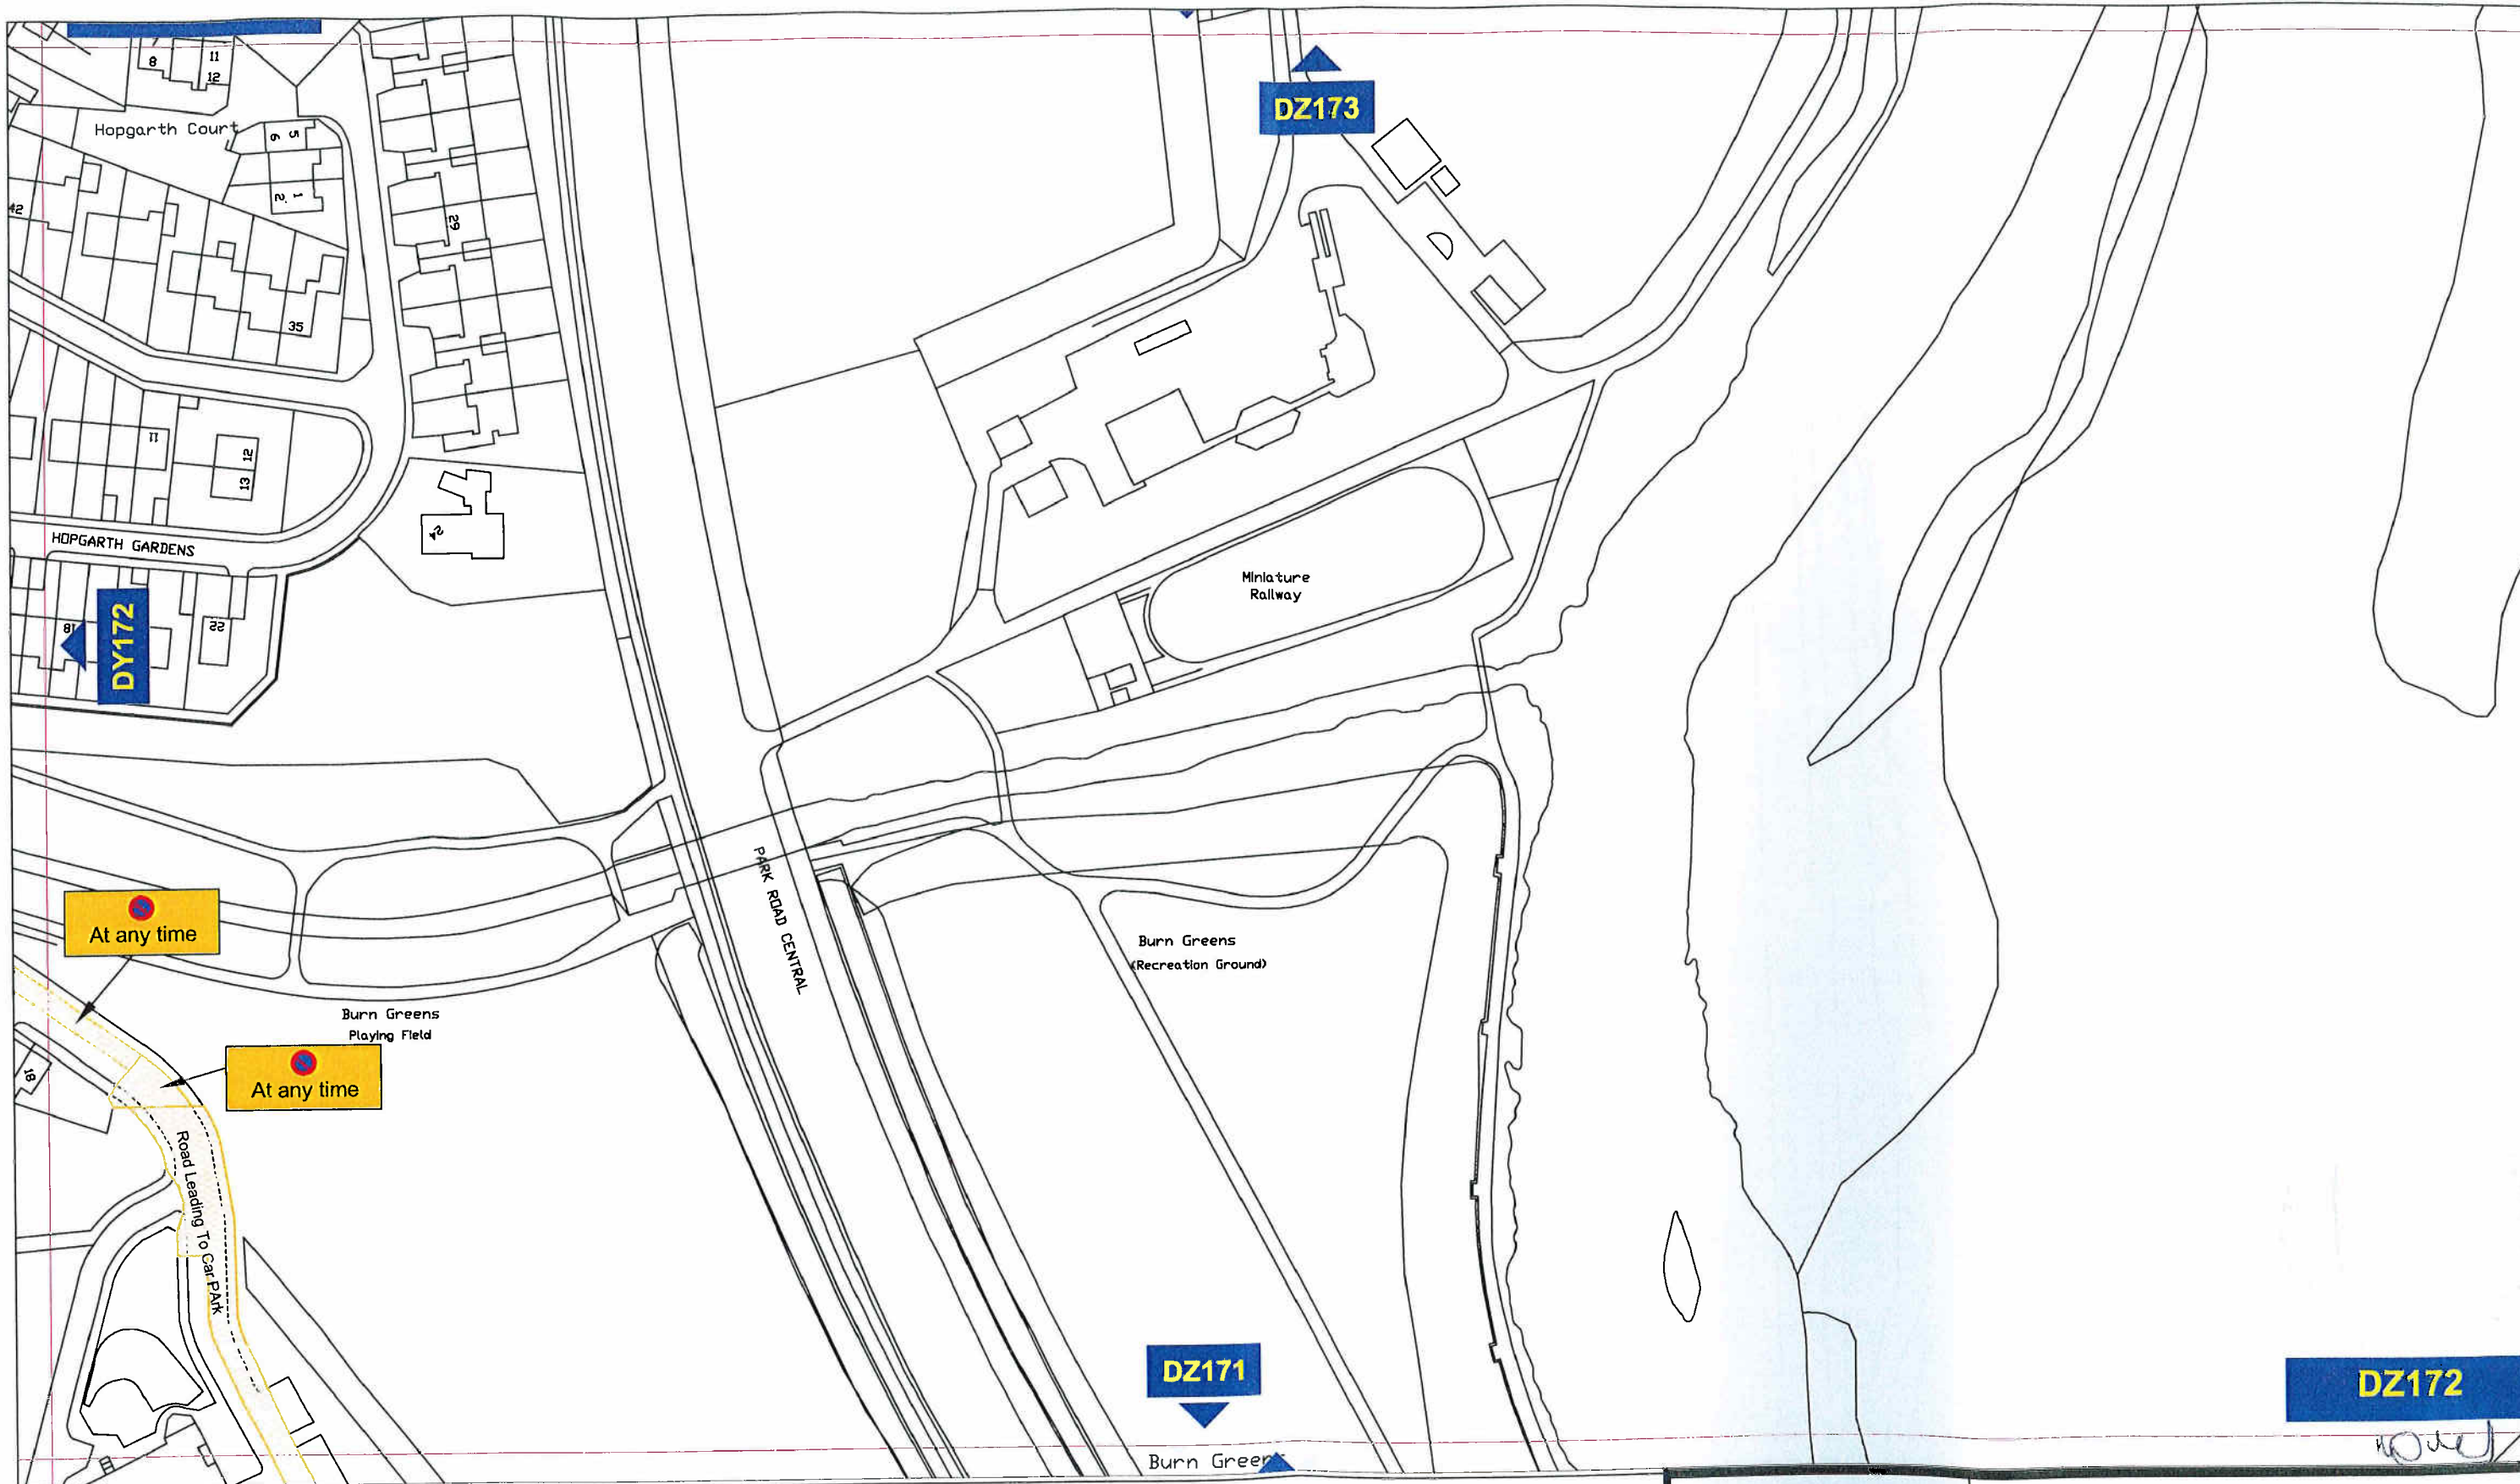 DZ173
8
11
12
Hopgarth Court
5
6
1
2
42
29
35
11
12
13
24
HOPGARTH GARDENS
Miniature
Railway
DY172
18
22
PARK ROAD CENTRAL
At any time
Burn Greens
(Recreation Ground)
Burn Greens
Playing Field
At any time
18
Road Leading To Car PArk
DZ171
DZ172
Burn Green